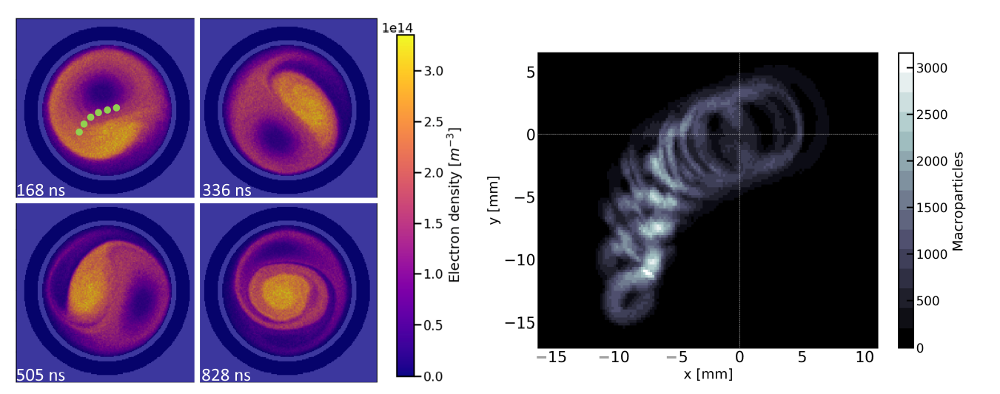 168 ns
336 ns
505 ns
828 ns
1e14
3.0
2.5
2.0
1.5
1.0
0.5
0.0
Electron density [m⁻³]
5
0
−5
−10
−15
y [mm]
−15 −10 −5 0 5 10
x [mm]
3000
2500
2000
1500
1000
500
0
Macroparticles